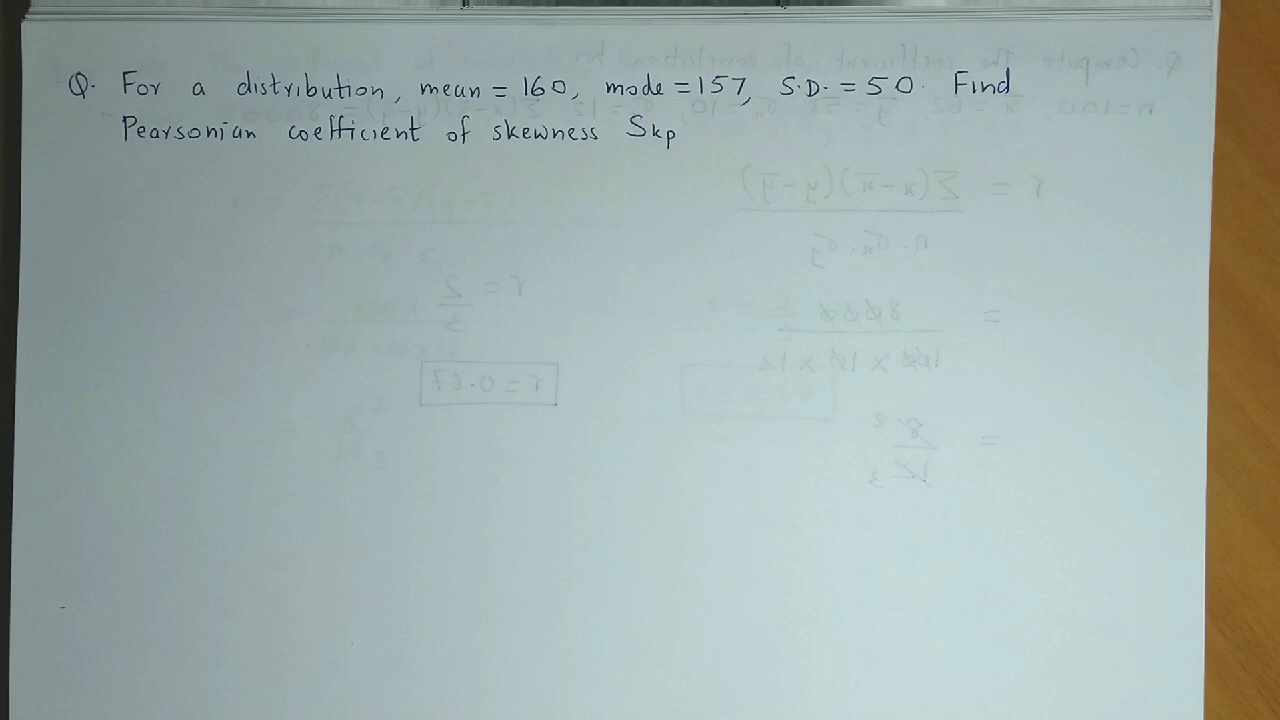 Q. For a distribution, mean = 160, mode = 157, S.D. = 50. Find
Pearsonian coefficient of skewness Skp